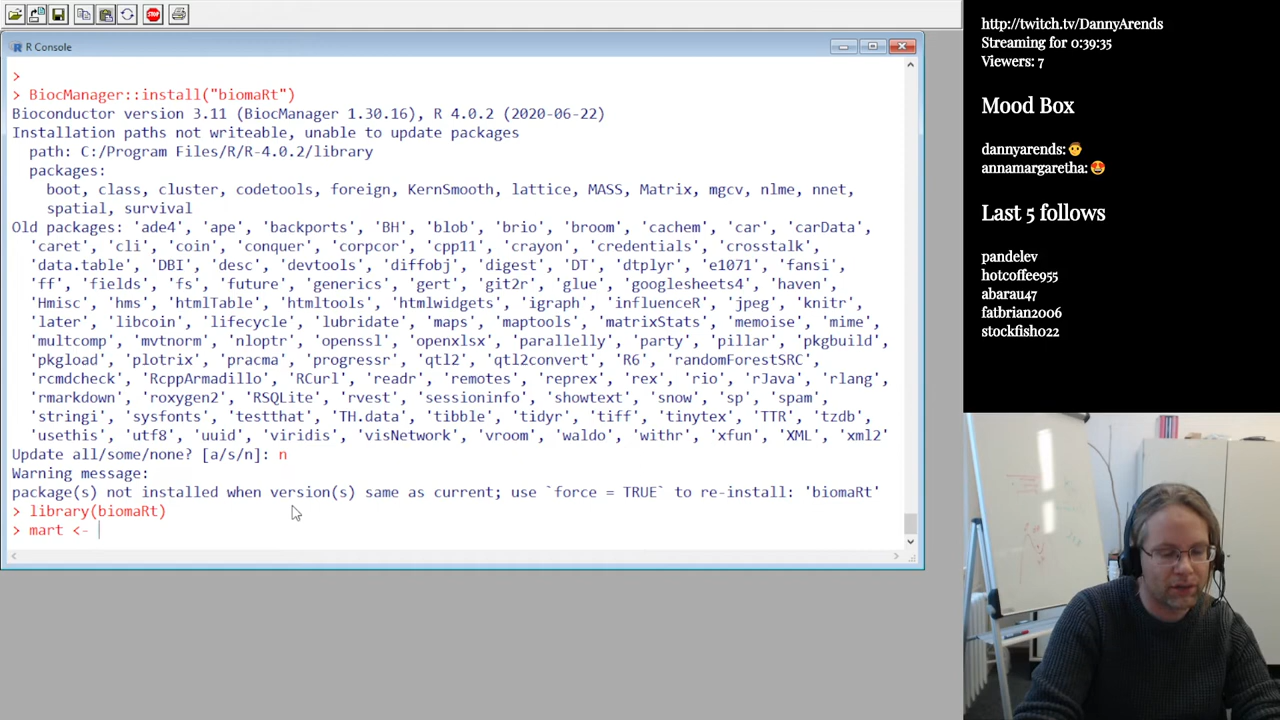 R Console
>
> BiocManager::install("biomaRt")
Bioconductor version 3.11 (BiocManager 1.30.16), R 4.0.2 (2020-06-22)
Installation paths not writeable, unable to update packages
path: C:/Program Files/R/R-4.0.2/library
packages:
boot, class, cluster, codetools, foreign, KernSmooth, lattice, MASS, Matrix, mgcv, nlme, nnet,
spatial, survival
Old packages: 'ade4', 'ape', 'backports', 'BH', 'blob', 'brio', 'broom', 'cachem', 'car', 'carData',
'caret', 'cli', 'coin', 'conquer', 'corpcor', 'cpp11', 'crayon', 'credentials', 'crosstalk',
'data.table', 'DBI', 'desc', 'devtools', 'diffobj', 'digest', 'DT', 'dtplyr', 'e1071', 'fansi',
'ff', 'fields', 'fs', 'future', 'generics', 'gert', 'git2r', 'glue', 'googlesheets4', 'haven',
'Hmisc', 'hms', 'htmlTable', 'htmltools', 'htmlwidgets', 'igraph', 'influenceR', 'jpeg', 'knitr',
'later', 'libcoin', 'lifecycle', 'lubridate', 'maps', 'maptools', 'matrixStats', 'memoise', 'mime',
'multcomp', 'mvtnorm', 'nloptr', 'openssl', 'openxlsx', 'parallelly', 'party', 'pillar', 'pkgbuild',
'pkgload', 'plotrix', 'pracma', 'progressr', 'qtl2', 'qtl2convert', 'R6', 'randomForestSRC',
'rcmdcheck', 'RcppArmadillo', 'RCurl', 'readr', 'remotes', 'reprex', 'rex', 'rio', 'rJava', 'rlang',
'rmarkdown', 'roxygen2', 'RSQLite', 'rvest', 'sessioninfo', 'showtext', 'snow', 'sp', 'spam',
'stringi', 'sysfonts', 'testthat', 'TH.data', 'tibble', 'tidyr', 'tiff', 'tinytex', 'TTR', 'tzdb',
'usethis', 'utf8', 'uuid', 'viridis', 'visNetwork', 'vroom', 'waldo', 'withr', 'xfun', 'XML', 'xml2'
Update all/some/none? [a/s/n]: n
Warning message:
package(s) not installed when version(s) same as current; use `force = TRUE` to re-install: 'biomaRt'
> library(biomaRt)
> mart <-
http://twitch.tv/DannyArends
Streaming for 0:39:35
Viewers: 7
Mood Box
dannyarends:
annamargaretha:
Last 5 follows
pandelev
hotcoffee955
abarau47
fatbrian2006
stockfish022